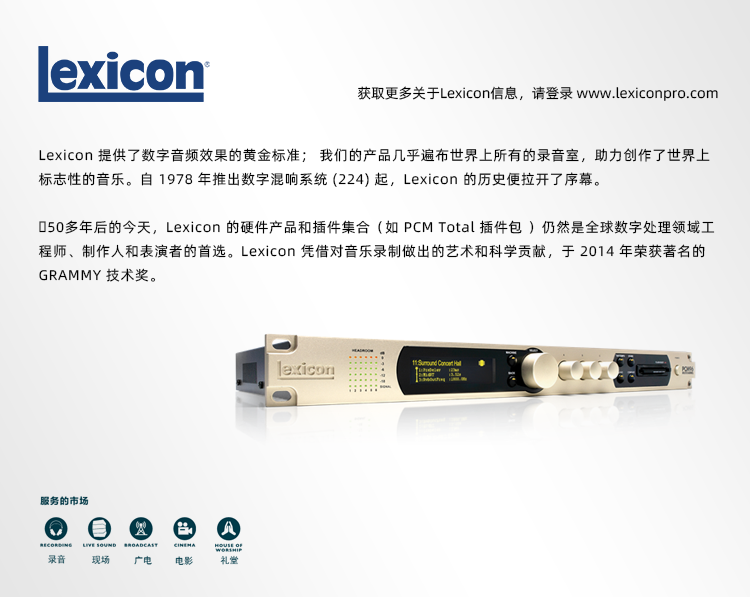 Lexicon®
获取更多关于Lexicon信息，请登录 www.lexiconpro.com
Lexicon 提供了数字音频效果的黄金标准； 我们的产品几乎遍布世界上所有的录音室，助力创作了世界上
标志性的音乐。自 1978 年推出数字混响系统 (224) 起，Lexicon 的历史便拉开了序幕。
50多年后的今天，Lexicon 的硬件产品和插件集合（如 PCM Total 插件包 ）仍然是全球数字处理领域工
程师、制作人和表演者的首选。Lexicon 凭借对音乐录制做出的艺术和科学贡献，于 2014 年荣获著名的
GRAMMY 技术奖。
HEADROOM dB
lexicon
11:Surround Concert Hall
SIGNAL
服务的市场
RECORDING LIVE SOUND BROADCAST CINEMA HOUSE OF
WORSHIP
录音 现场 广电 电影 礼堂